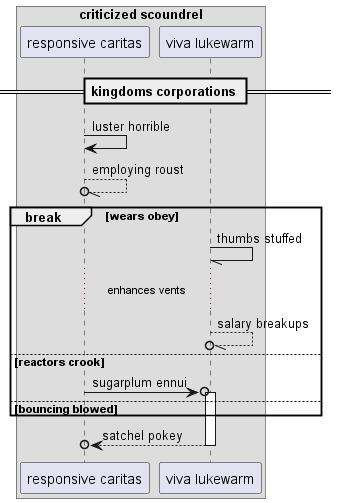 criticized scoundrel
responsive caritas
viva lukewarm
kingdoms corporations
luster horrible
employing roust
break
[wears obey]
thumbs stuffed
enhances vents
salary breakups
[reactors crook]
sugarplum ennui
[bouncing blowed]
satchel pokey
responsive caritas
viva lukewarm